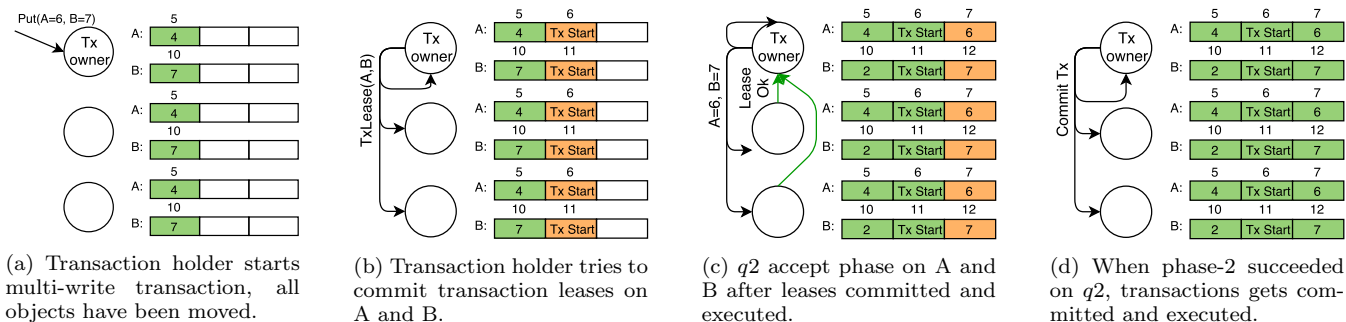 Put(A=6, B=7)
Tx
owner
5
A:
4
10
B:
7
5
A:
4
10
B:
7
5
A:
4
10
B:
7
(a) Transaction holder starts
multi-write transaction, all
objects have been moved.
TxLease(A,B)
Tx
owner
5 6
A:
4 Tx Start
10 11
B:
7 Tx Start
5 6
A:
4 Tx Start
10 11
B:
7 Tx Start
5 6
A:
4 Tx Start
10 11
B:
7 Tx Start
(b) Transaction holder tries to
commit transaction leases on
A and B.
A=6, B=7
Tx
owner
Lease
Ok
5 6 7
A:
4 Tx Start 6
10 11 12
B:
2 Tx Start 7
5 6 7
A:
4 Tx Start 6
10 11 12
B:
2 Tx Start 7
5 6 7
A:
4 Tx Start 6
10 11 12
B:
2 Tx Start 7
(c) q2 accept phase on A and
B after leases committed and
executed.
Commit Tx
Tx
owner
5 6 7
A:
4 Tx Start 6
10 11 12
B:
2 Tx Start 7
5 6 7
A:
4 Tx Start 6
10 11 12
B:
2 Tx Start 7
5 6 7
A:
4 Tx Start 6
10 11 12
B:
2 Tx Start 7
(d) When phase-2 succeeded
on q2, transactions gets com-
mitted and executed.